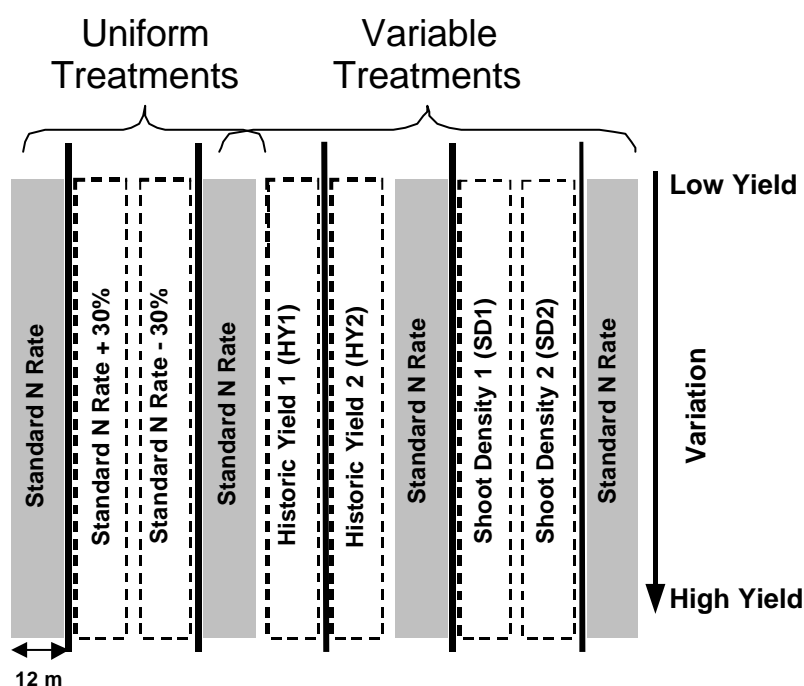 Uniform
Treatments
Variable
Treatments
Standard N Rate
Standard N Rate + 30%
Standard N Rate - 30%
Standard N Rate
Historic Yield 1 (HY1)
Historic Yield 2 (HY2)
Standard N Rate
Shoot Density 1 (SD1)
Shoot Density 2 (SD2)
Standard N Rate
Low Yield
Variation
High Yield
12 m